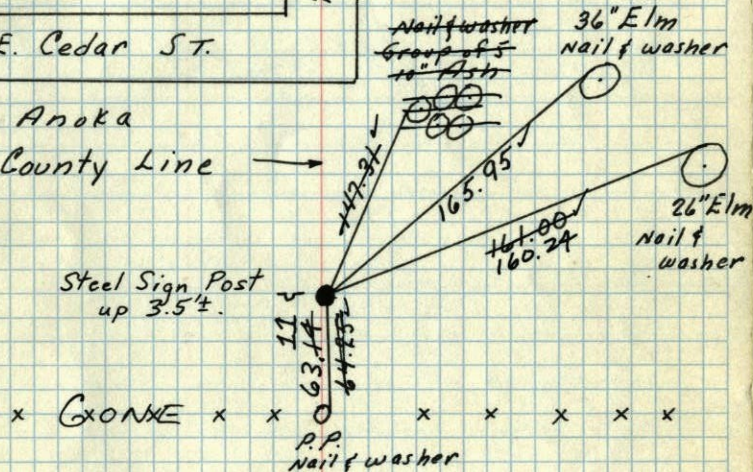 Nail & washer
Group of 5
10" Ash
36" Elm
Nail & washer
E. Cedar ST.
Anoka
County Line
147.31
165.95
161.00
160.24
26" Elm
Nail &
washer
Steel Sign Post
up 3.5'±.
11
63.14
64.25
x GxONxE x x x x x x x
P.P.
Nail & washer